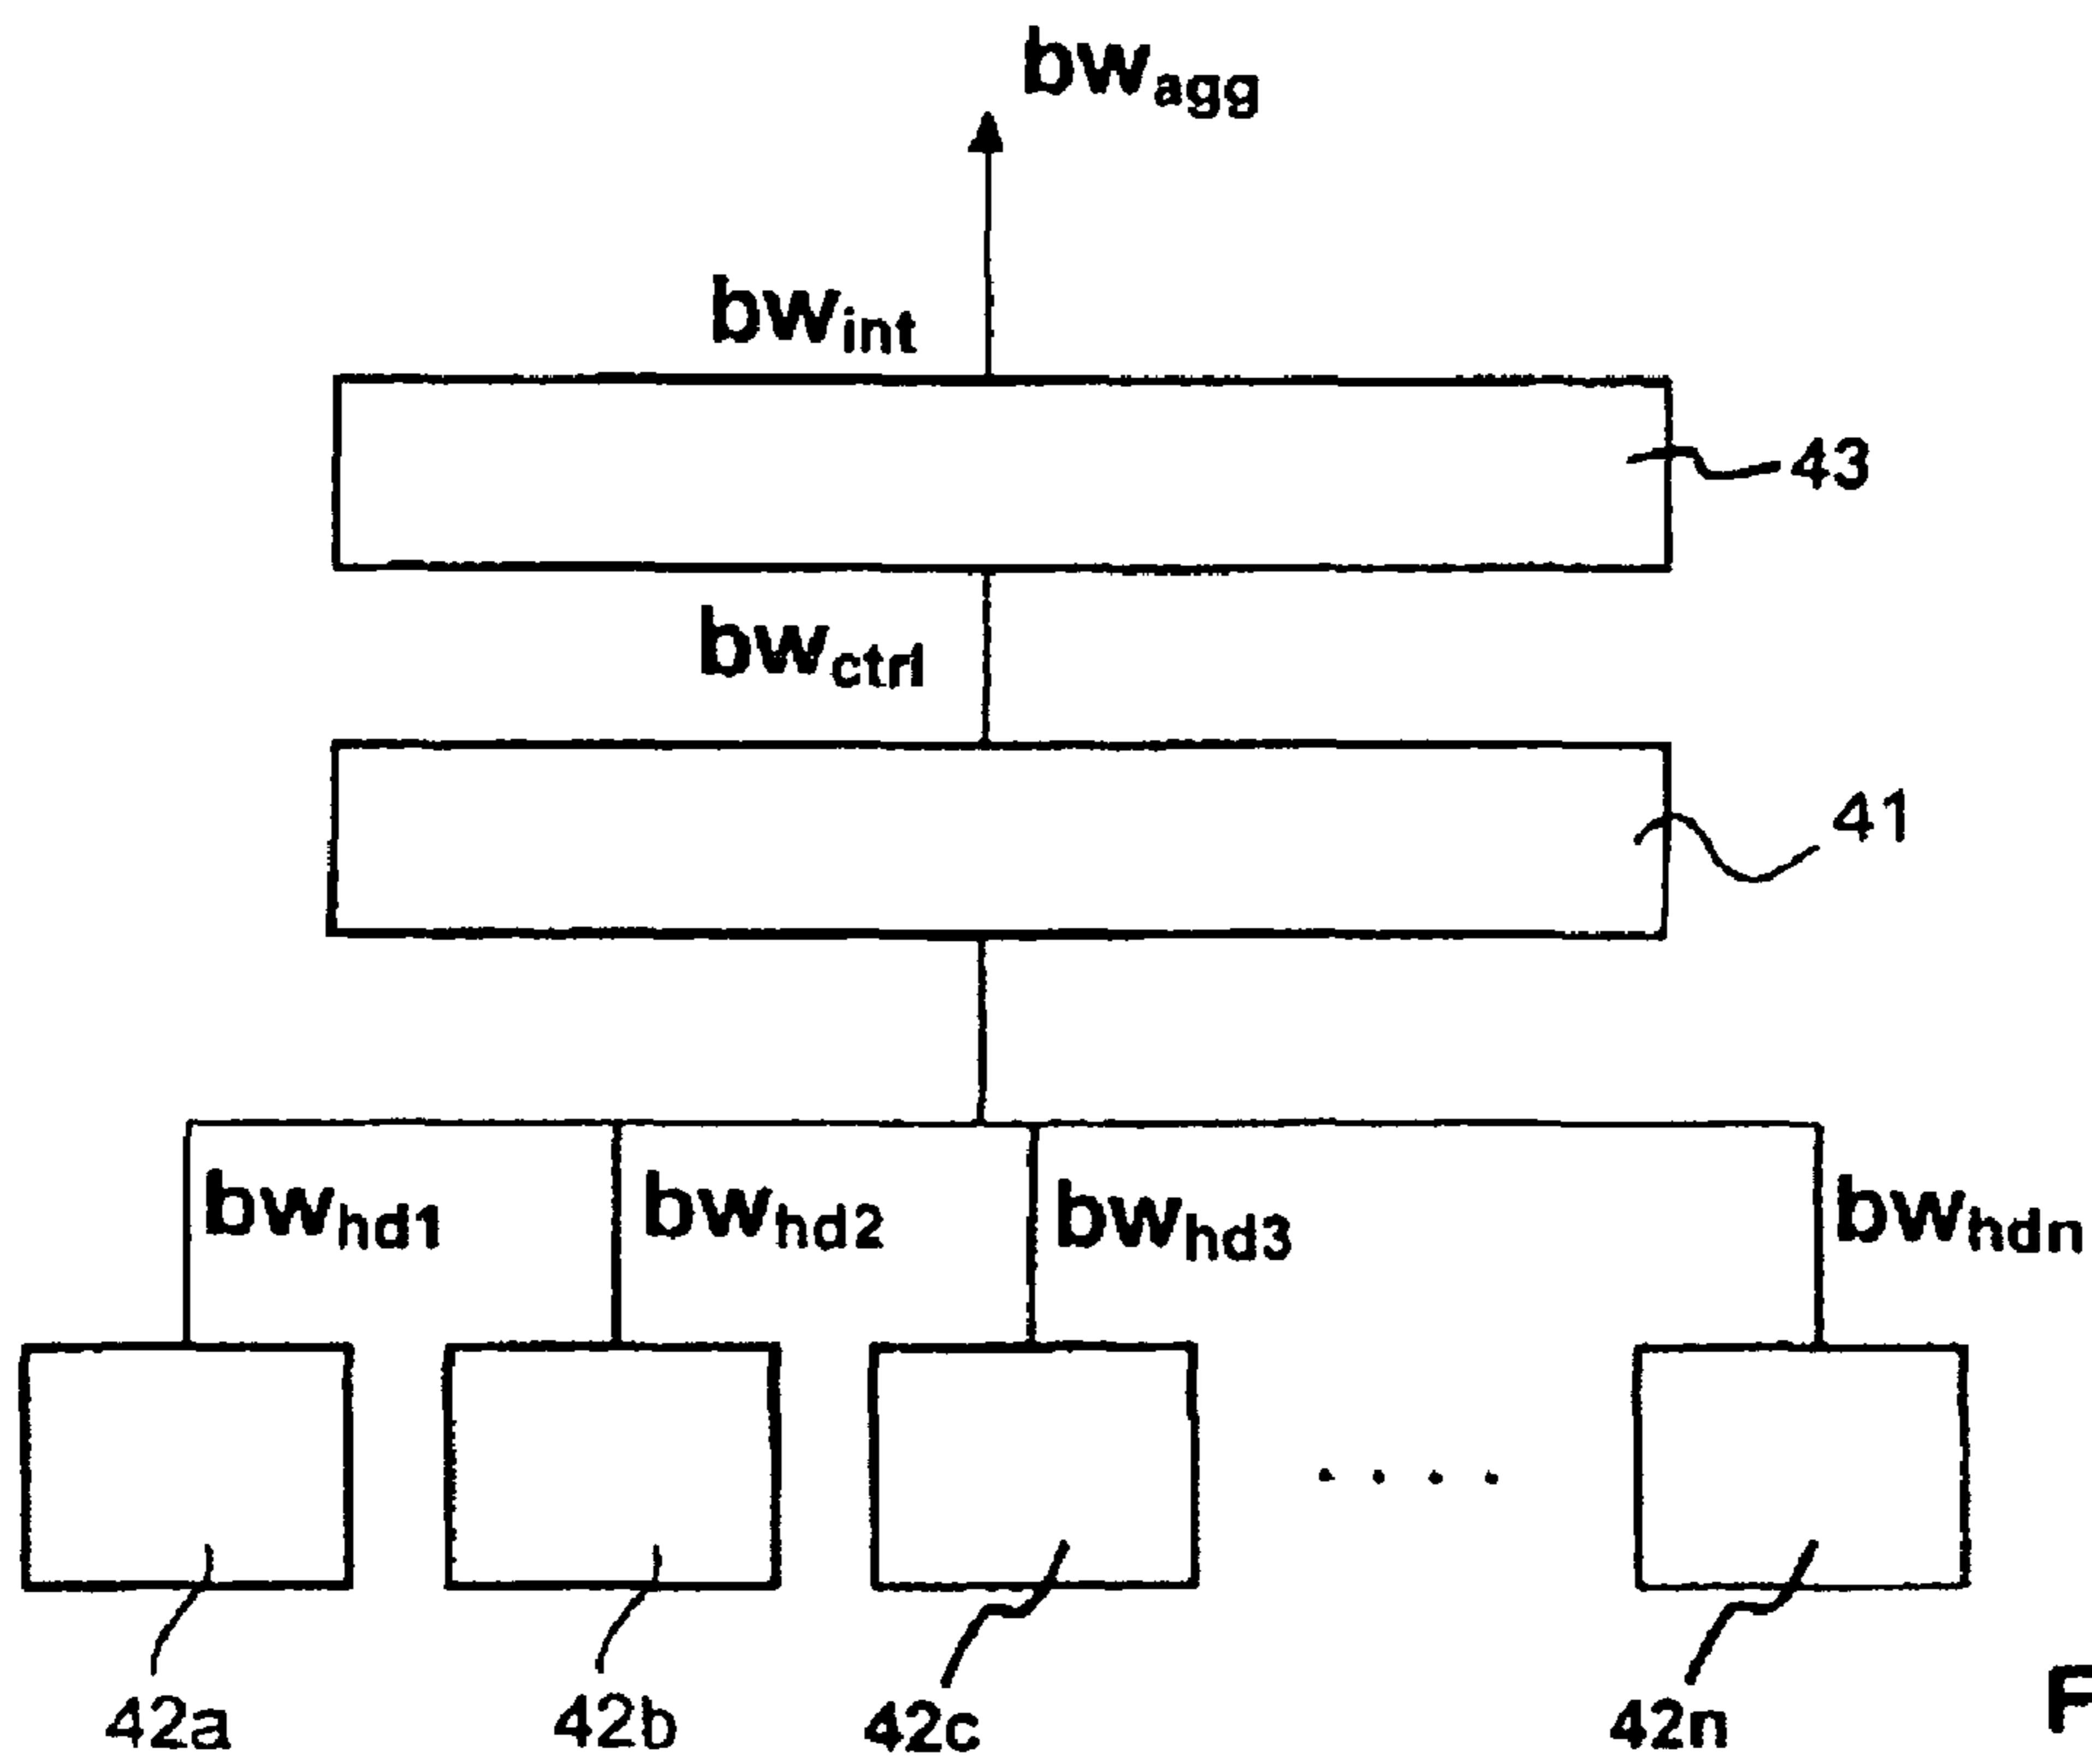 bwagg
bwint
43
bwctrl
41
bwhd1 bwhd2 bwhd3 bwhdn
42a 42b 42c 42n
F